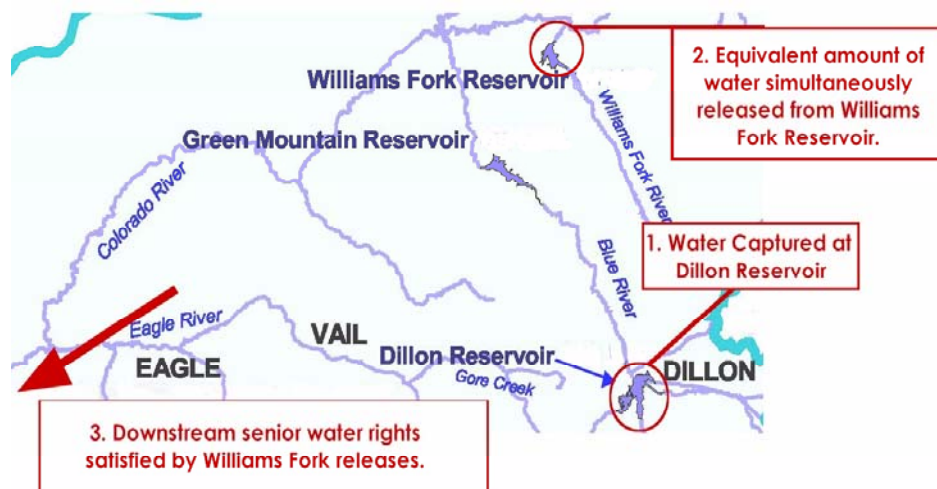 2. Equivalent amount of
water simultaneously
released from Williams
Fork Reservoir.
Williams Fork Reservoir
Green Mountain Reservoir
Williams Fork River
Colorado River
1. Water Captured at
Dillon Reservoir
Blue River
Eagle River
VAIL
EAGLE
Dillon Reservoir
DILLON
Gore Creek
3. Downstream senior water rights
satisfied by Williams Fork releases.